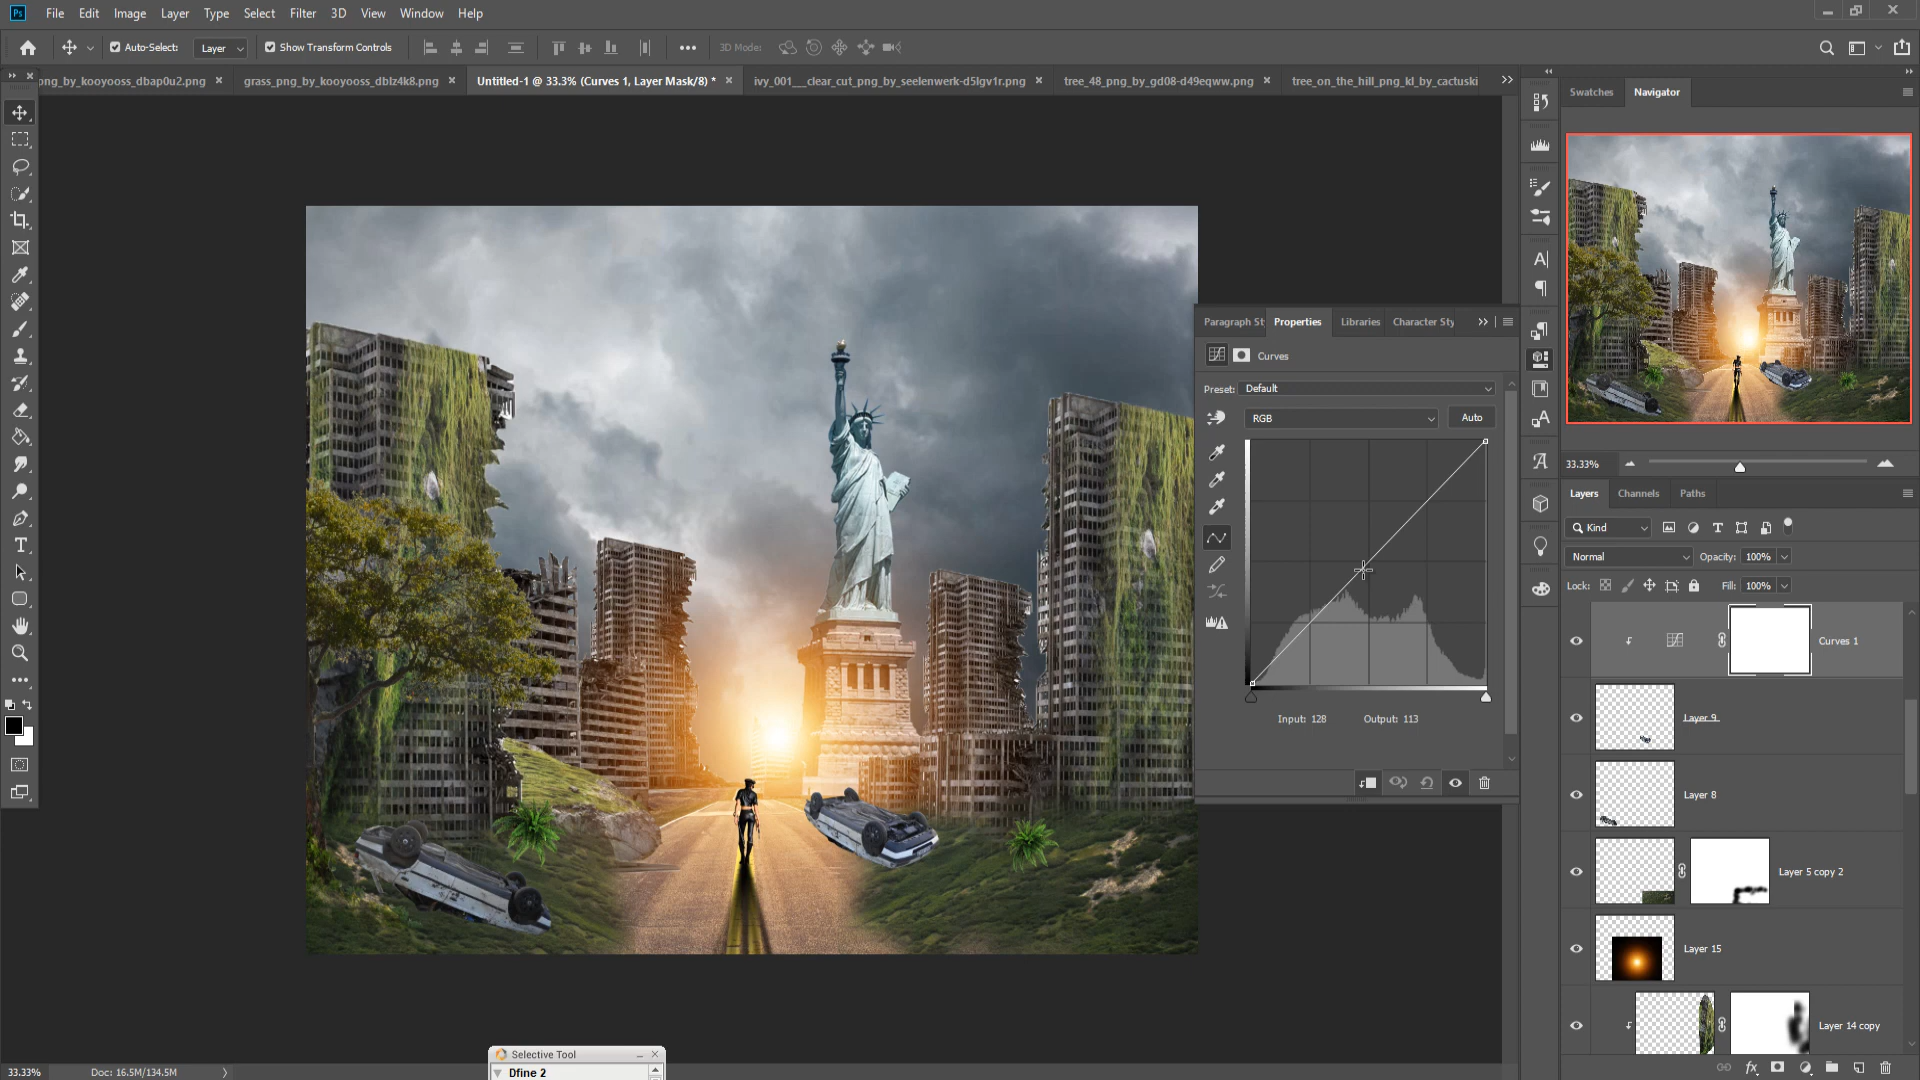 Ps File Edit Image Layer Type Select Filter 3D View Window Help
Auto-Select: Layer Show Transform Controls 3D Mode:
png_by_kooyooss_dbap0u2.png grass_png_by_kooyooss_dblz4k8.png Untitled-1 @ 33.3% (Curves 1, Layer Mask/8) * ivy_001__clear_cut_png_by_seelenwerk-d5lgv1r.png tree_48_png_by_gd08-d49eqww.png tree_on_the_hill_png_kl_by_cactuski
Swatches Navigator
33.33%
Paragraph St Properties Libraries Character Sty
Curves
Preset: Default
RGB Auto
Input: 128 Output: 113
Layers Channels Paths
Kind
Normal Opacity: 100%
Lock: Fill: 100%
Curves 1
Layer 9
Layer 8
Layer 5 copy 2
Layer 15
Layer 14 copy
Selective Tool
Dfine 2
33.33% Doc: 16.5M/134.5M